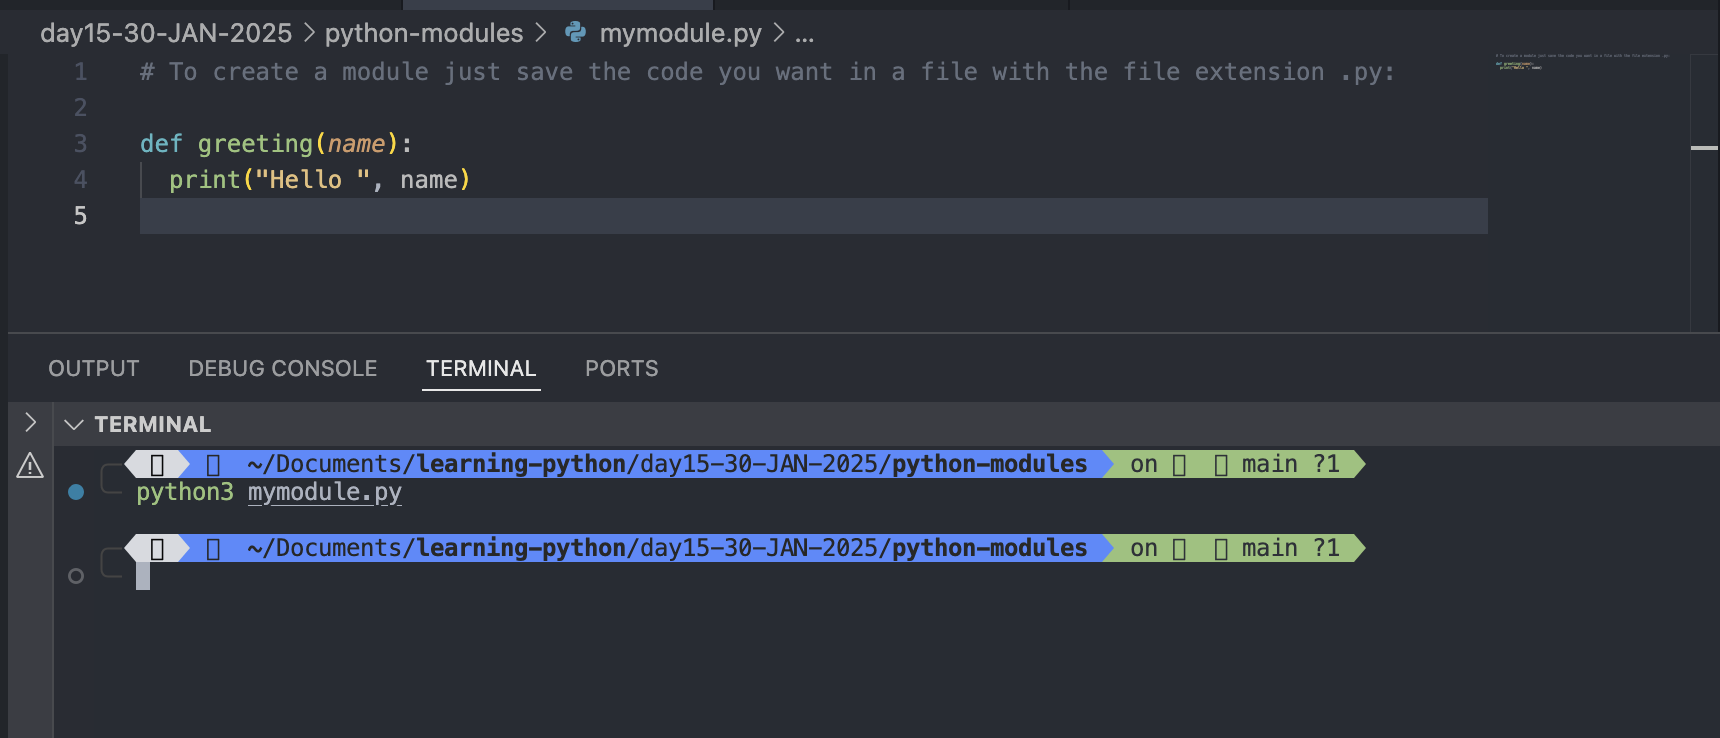 day15-30-JAN-2025 > python-modules > mymodule.py > ...
1 # To create a module just save the code you want in a file with the file extension .py:
2
3 def greeting(name):
4   print("Hello ", name)
5
OUTPUT DEBUG CONSOLE TERMINAL PORTS
TERMINAL
~/Documents/learning-python/day15-30-JAN-2025/python-modules on main ?1
python3 mymodule.py
~/Documents/learning-python/day15-30-JAN-2025/python-modules on main ?1